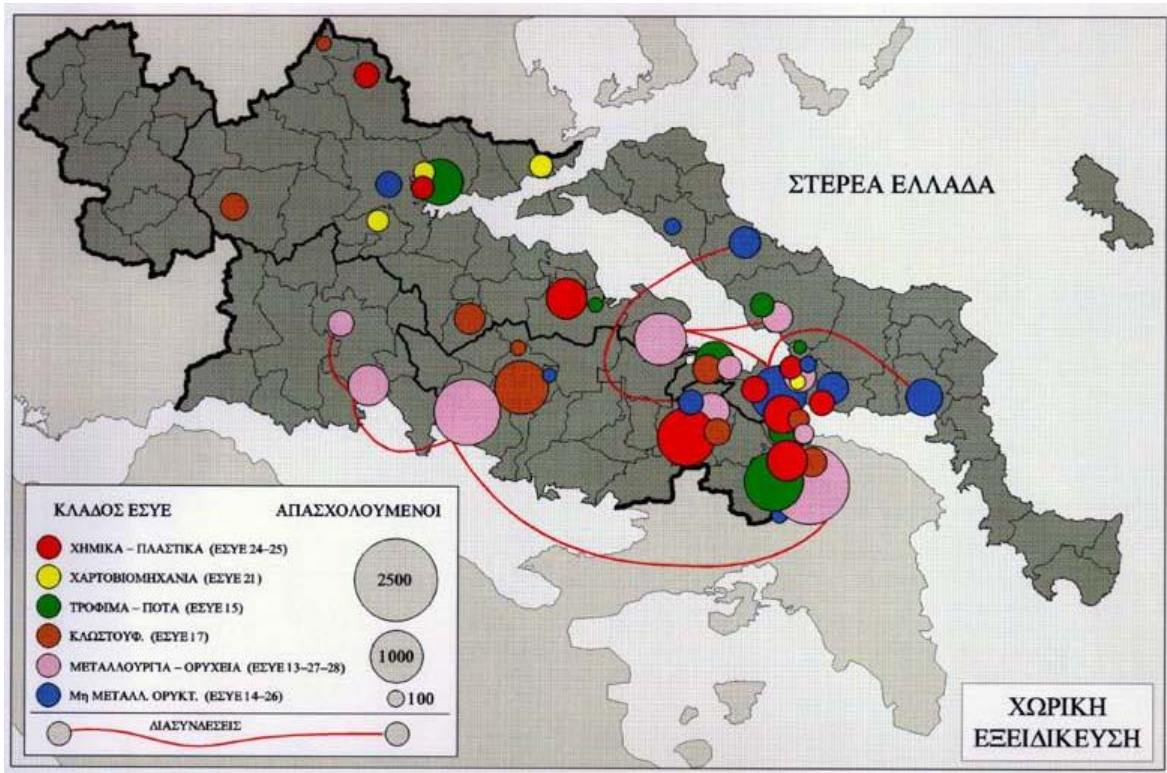 ΣΤΕΡΕΑ ΕΛΛΑΔΑ
ΚΛΑΔΟΣ ΕΣΥΕ
ΑΠΑΣΧΟΛΟΥΜΕΝΟΙ
ΧΗΜΙΚΑ – ΠΛΑΣΤΙΚΑ (ΕΣΥΕ 24–25)
ΧΑΡΤΟΒΙΟΜΗΧΑΝΙΑ (ΕΣΥΕ 21)
ΤΡΟΦΙΜΑ – ΠΟΤΑ (ΕΣΥΕ 15)
ΚΛΩΣΤΟΥΦ. (ΕΣΥΕ 17)
ΜΕΤΑΛΛΟΥΡΓΙΑ – ΟΡΥΧΕΙΑ (ΕΣΥΕ 13–27–28)
Μη ΜΕΤΑΛΛ. ΟΡΥΚΤ. (ΕΣΥΕ 14–26)
2500
1000
100
ΔΙΑΣΥΝΔΕΣΕΙΣ
ΧΩΡΙΚΗ
ΕΞΕΙΔΙΚΕΥΣΗ